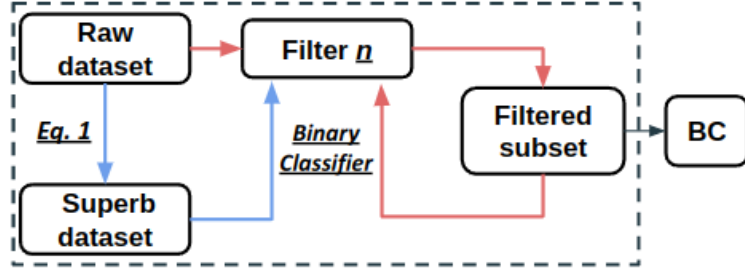 Raw
dataset
Filter n
Eq. 1
Binary
Classifier
Filtered
subset
BC
Superb
dataset